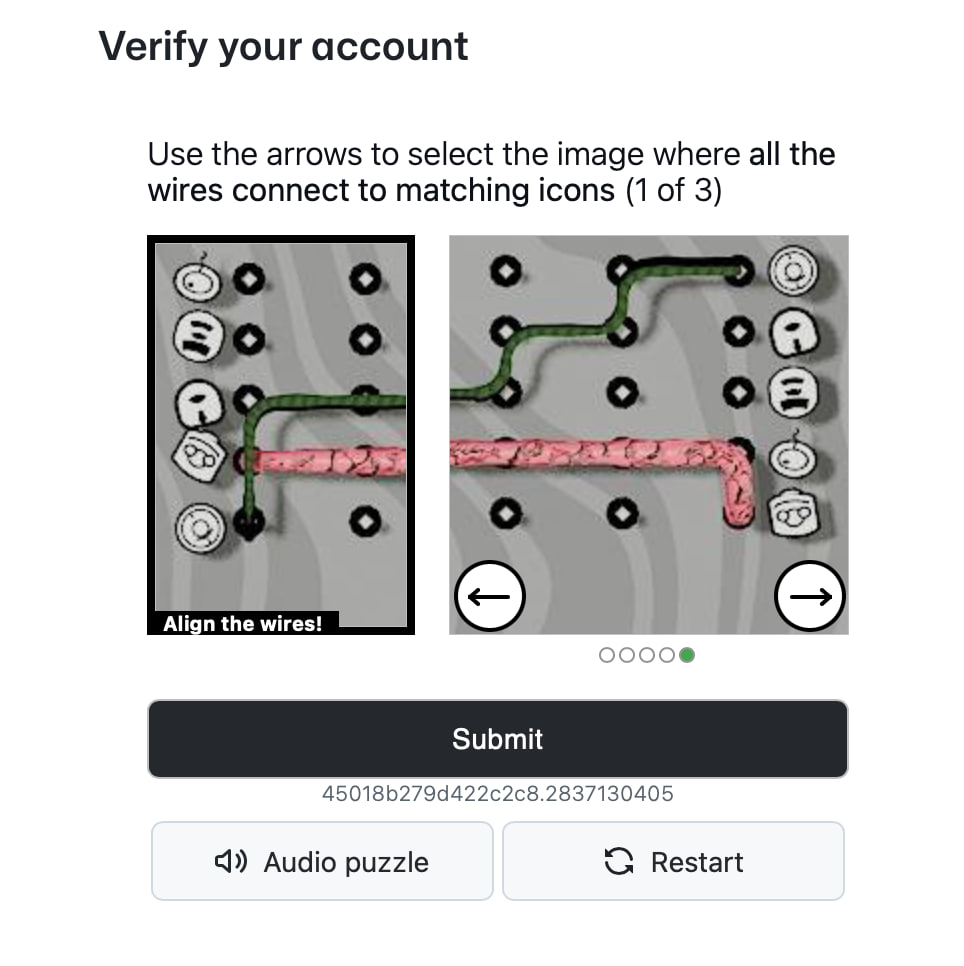 Verify your account
Use the arrows to select the image where all the
wires connect to matching icons (1 of 3)
Align the wires!
Submit
45018b279d422c2c8.2837130405
Audio puzzle
Restart